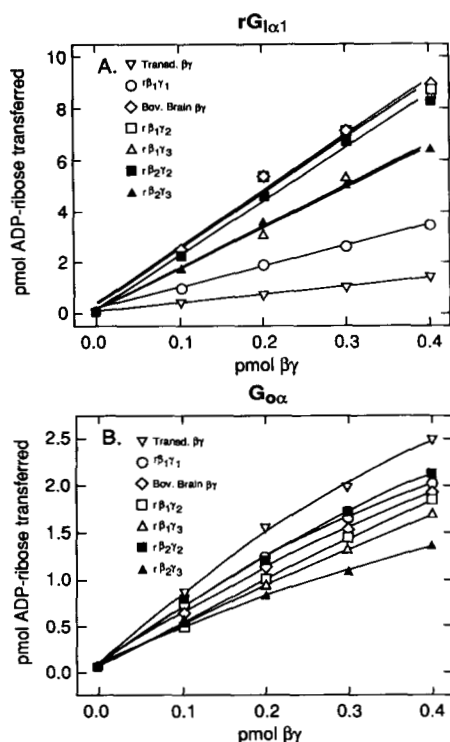 rG_Iα1
A.
Transd. βγ
rβ₁γ₁
Bov. Brain βγ
rβ₁γ₂
rβ₁γ₃
rβ₂γ₂
rβ₂γ₃
pmol ADP-ribose transferred
10
8
6
4
2
0
0.0 0.1 0.2 0.3 0.4
pmol βγ
G_oα
B.
Transd. βγ
rβ₁γ₁
Bov. Brain βγ
rβ₁γ₂
rβ₁γ₃
rβ₂γ₂
rβ₂γ₃
pmol ADP-ribose transferred
2.5
2.0
1.5
1.0
0.5
0.0
0.0 0.1 0.2 0.3 0.4
pmol βγ